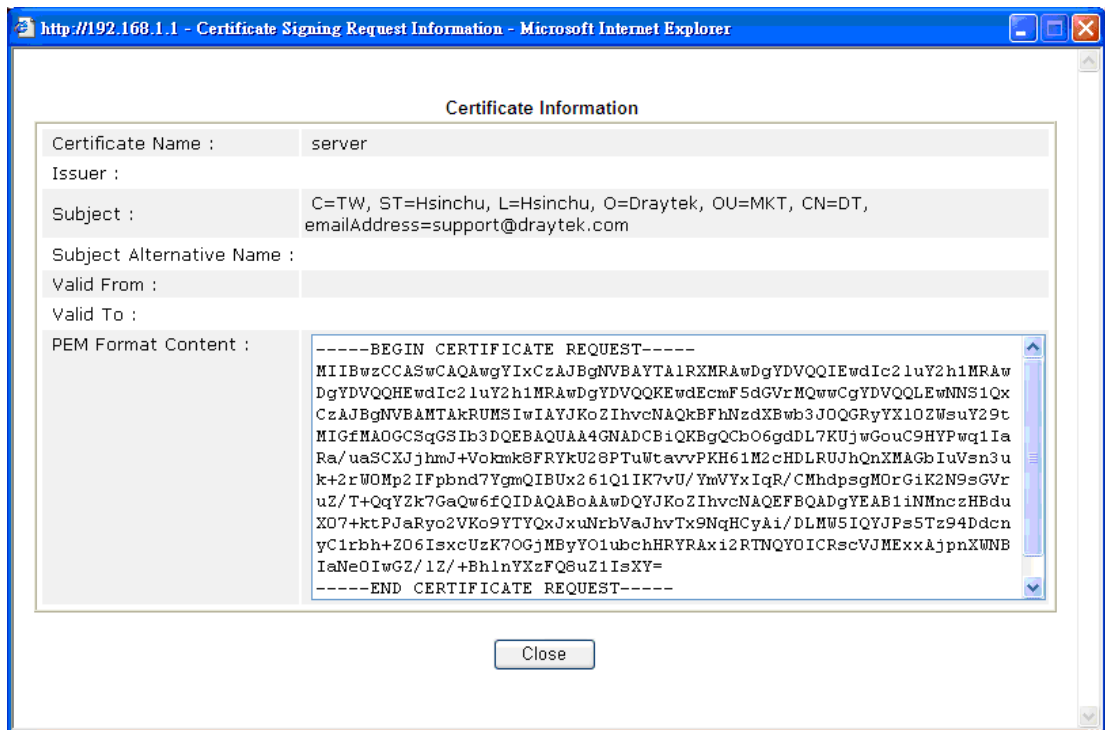 http://192.168.1.1 - Certificate Signing Request Information - Microsoft Internet Explorer
Certificate Information
Certificate Name : server
Issuer :
Subject : C=TW, ST=Hsinchu, L=Hsinchu, O=Draytek, OU=MKT, CN=DT,
emailAddress=support@draytek.com
Subject Alternative Name :
Valid From :
Valid To :
PEM Format Content : -----BEGIN CERTIFICATE REQUEST-----
MIIBwzCCASwCAQAwgYIxCzAJBgNVBAYTAlRXMRAwDgYDVQQIEwdIc2luY2h1MRAw
DgYDVQQHEwdIc2luY2h1MRAwDgYDVQQKEwdEcmF5dGVrMQwwCgYDVQQLEwNNS1Qx
CzAJBgNVBAMTAkRUMSIwIAYJKoZIhvcNAQkBFhNzdXBwb3J0QGRyYXl0ZWsuY29t
MIGfMA0GCSqGSIb3DQEBAQUAA4GNADCBiQKBgQCbO6gdDL7KUjwGouC9HYPwq1Ia
Ra/uaSCXJjhmJ+Vokmk8FRYkU28PTuWtavvPKH61M2cHDLRUJhQnXMAGbIuVsn3u
k+2rWOMp2IFpbnd7YgmQIBUx261Q1IK7vU/YmVYxIqR/CMhdpsgMOrGiK2N9sGVr
uZ/T+QqYZk7GaQw6fQIDAQABoAAwDQYJKoZIhvcNAQEFBQADgYEAB1iNMnczHBdu
XO7+ktPJaRyo2VKo9YTYQxJxuNrbVaJhvTx9NqHCyAi/DLMW5IQYJPs5Tz94Ddcn
yC1rbh+ZO6IsxcUzK7OGjMByYO1ubchHRYRAxi2RTNQYOICRscVJMExxAjpnXWNB
IaNeOIwGZ/lZ/+BhlnYXzFQ8uZ1IsXY=
-----END CERTIFICATE REQUEST-----
Close